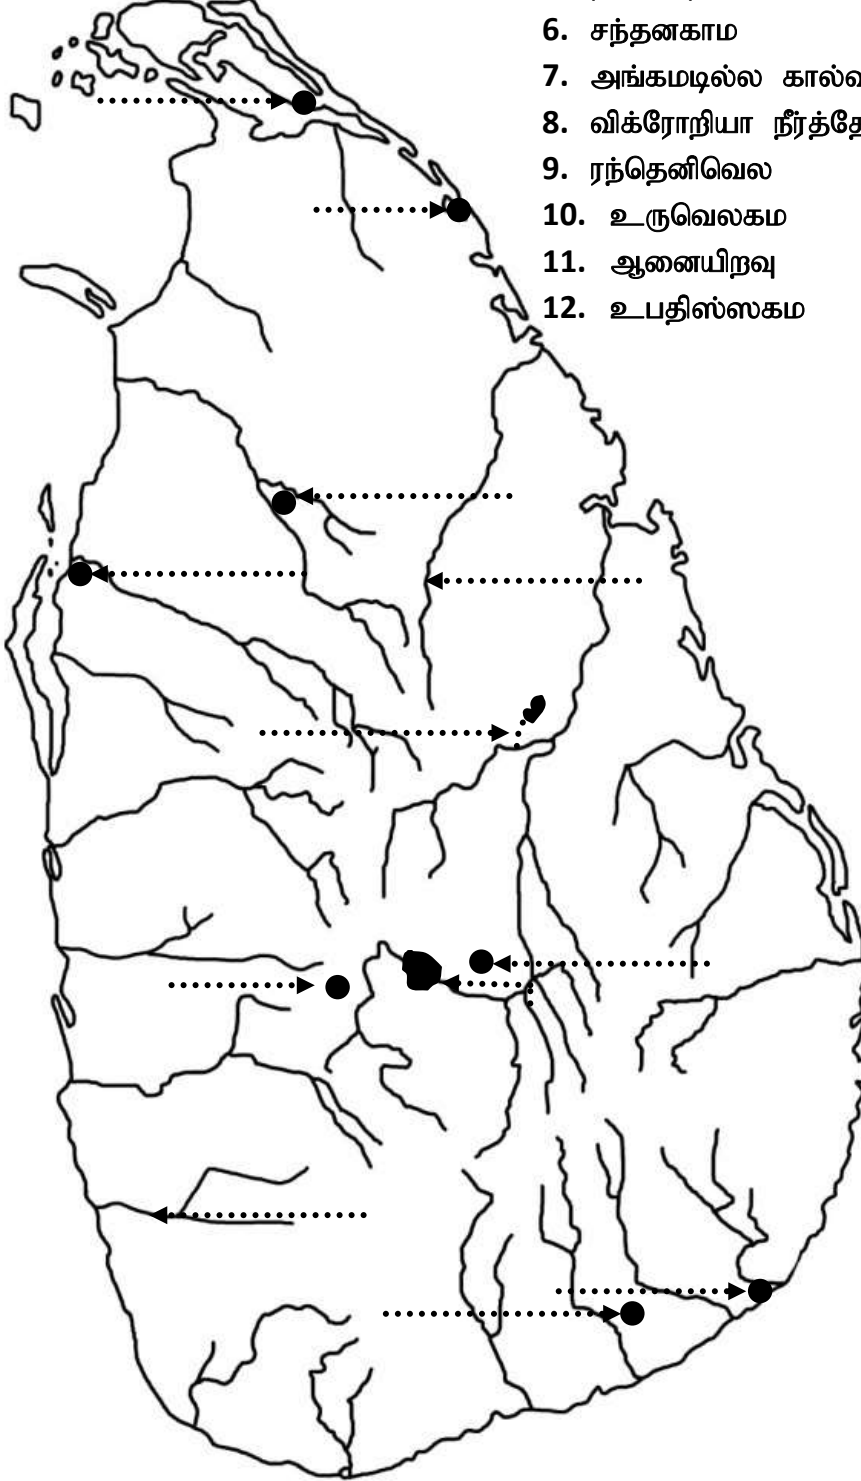 6. சந்தனகாம
7. அங்கமடில்ல
8. விக்ரோறியா
9. ரந்தெனிவெல
10. உருவெலகம
11. ஆனையிறவு
12. உபதிஸ்ஸகம